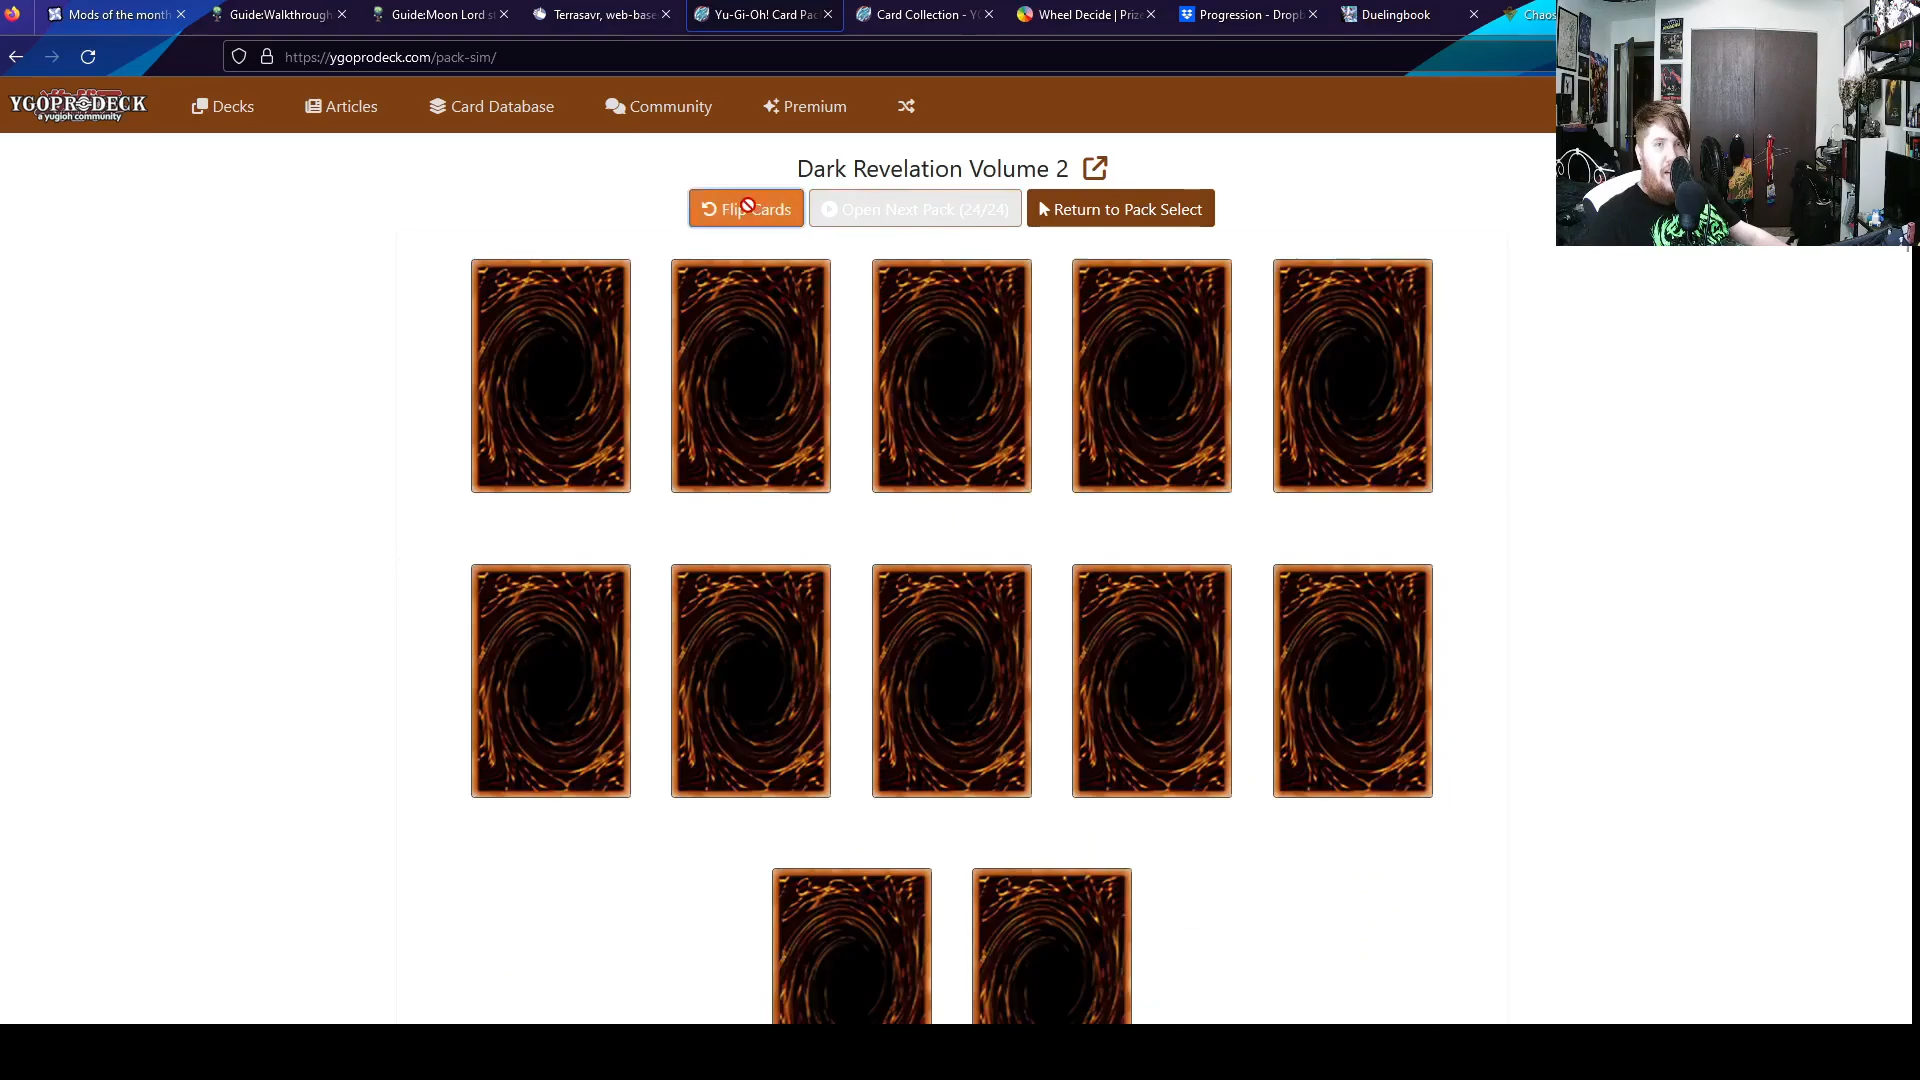 Mods of the month
Guide:Walkthrough
Guide:Moon Lord s
Terrasavr, web-base
Yu-Gi-Oh! Card Pac
Card Collection - Y
Wheel Decide | Priz
Progression - Dropb
Duelingbook
Chaos
https://ygoprodeck.com/pack-sim/
YGOPRODECK
a yugioh community
Decks
Articles
Card Database
Community
Premium
Dark Revelation Volume 2
Flip Cards
Open Next Pack (24/24)
Return to Pack Select